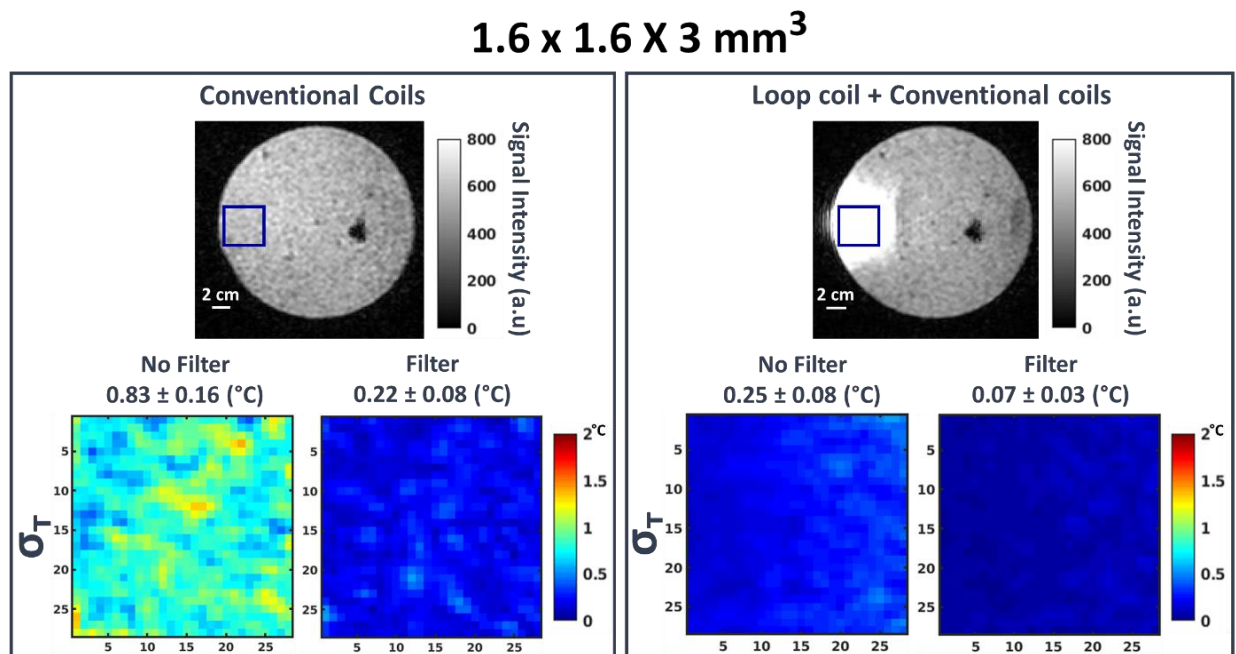 1.6 x 1.6 X 3 mm³
Conventional Coils
800
600
400
200
0
Signal Intensity (a.u)
2 cm
No Filter
0.83 ± 0.16 (°C)
Filter
0.22 ± 0.08 (°C)
σT
5
10
15
20
25
5 10 15 20 25
5
10
15
20
25
5 10 15 20 25
2°C
1.5
1
0.5
0
Loop coil + Conventional coils
800
600
400
200
0
Signal Intensity (a.u)
2 cm
No Filter
0.25 ± 0.08 (°C)
Filter
0.07 ± 0.03 (°C)
σT
5
10
15
20
25
5 10 15 20 25
5
10
15
20
25
5 10 15 20 25
2°C
1.5
1
0.5
0